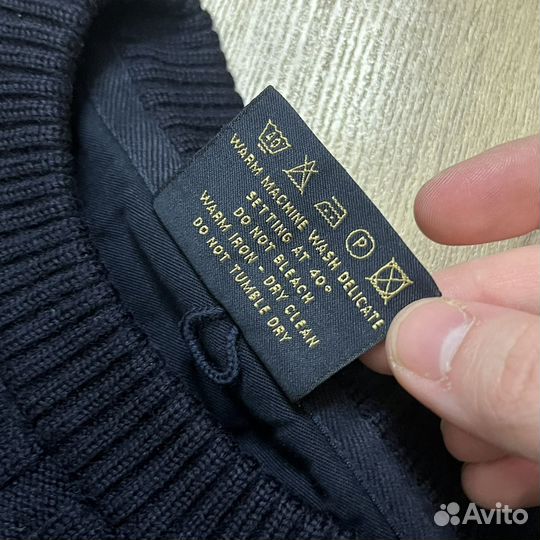 40
P
WARM MACHINE WASH DELICATE
SETTING AT 40°
DO NOT BLEACH
WARM IRON - DRY CLEAN
DO NOT TUMBLE DRY
Avito